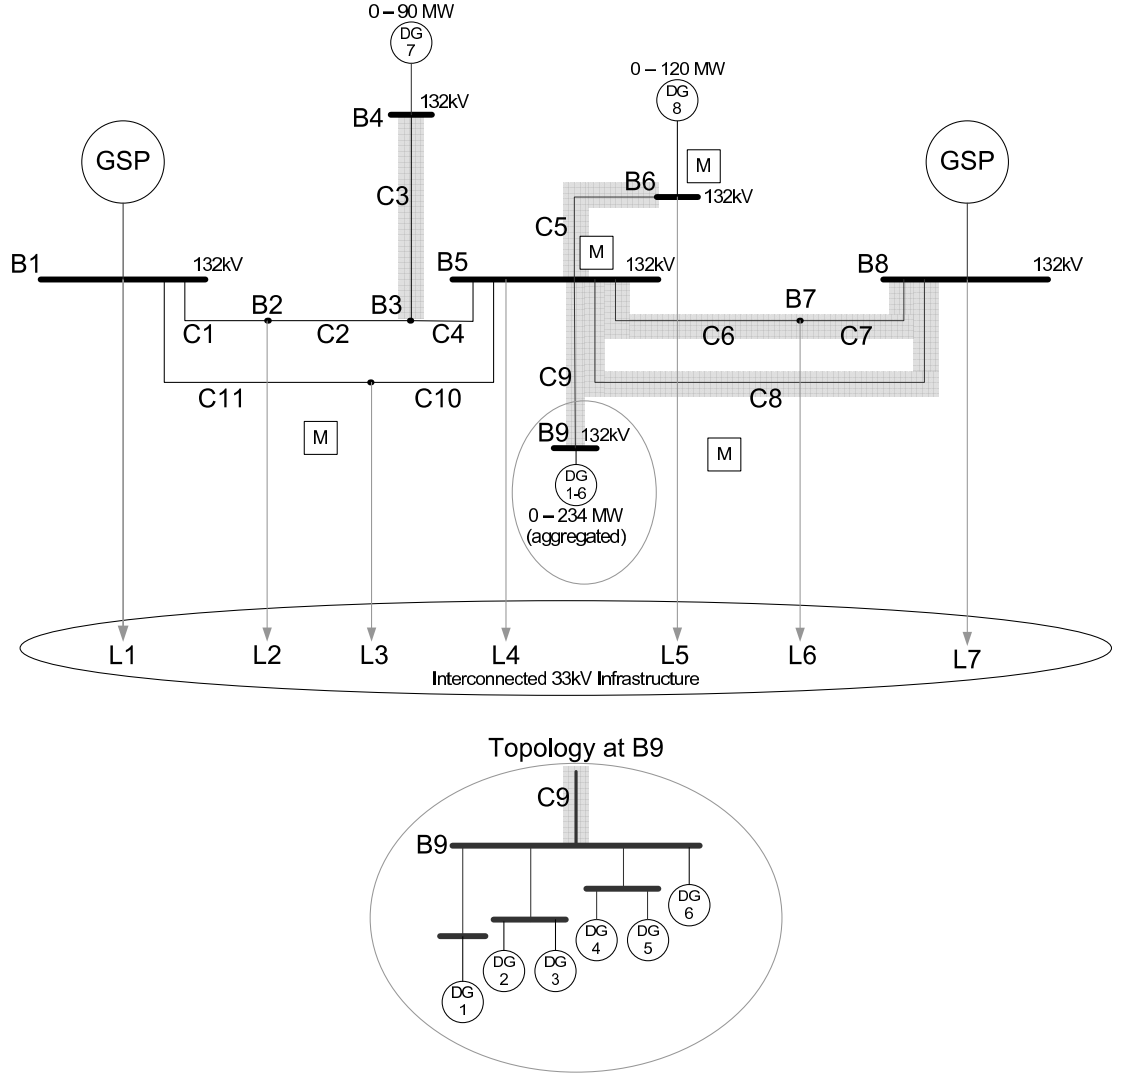 0 – 90 MW
DG
7
B4
132kV
0 – 120 MW
DG
8
GSP
GSP
M
B6
132kV
C3
C5
M
B1
132kV
B5
132kV
B8
132kV
B2
B3
B7
C1
C2
C4
C6
C7
C9
C11
C10
C8
M
M
B9
132kV
DG
1-6
0 – 234 MW
(aggregated)
L1
L2
L3
L4
L5
L6
L7
Interconnected 33kV Infrastructure
Topology at B9
C9
B9
DG
6
DG
4
DG
5
DG
2
DG
3
DG
1